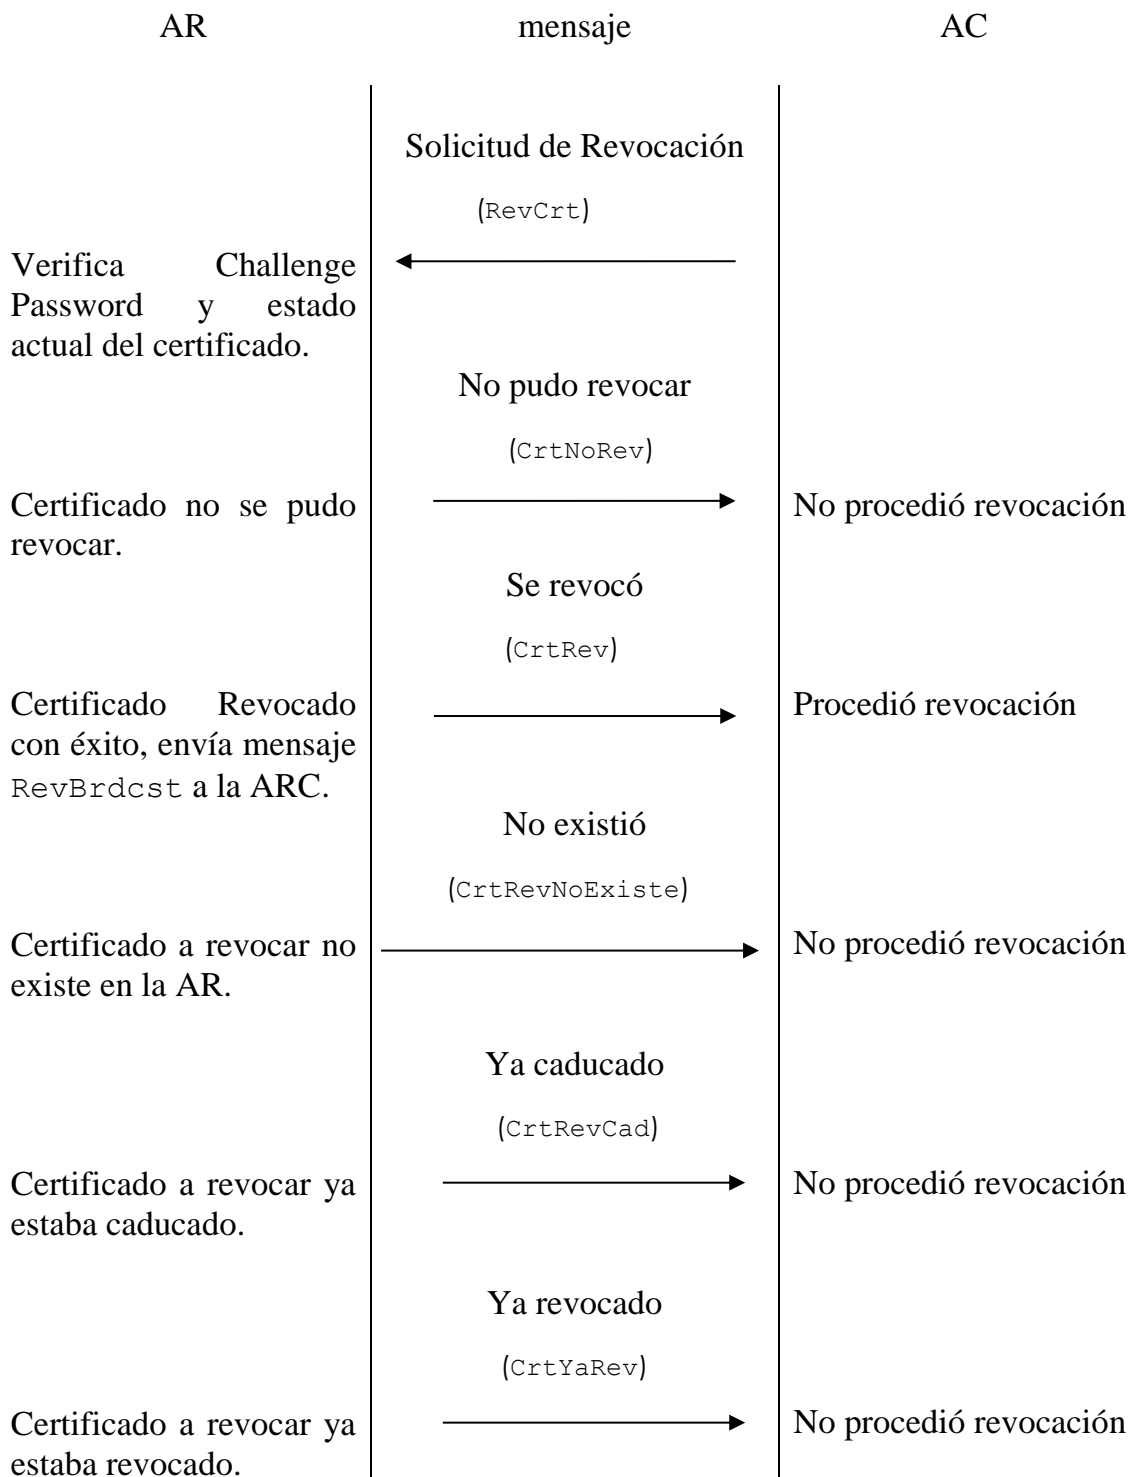 AR mensaje AC
Solicitud de Revocación
(RevCrt)
Verifica Challenge
Password y estado
actual del certificado.
No pudo revocar
(CrtNoRev)
Certificado no se pudo
revocar.
No procedió revocación
Se revocó
(CrtRev)
Certificado Revocado
con éxito, envía mensaje
RevBrdcst a la ARC.
Procedió revocación
No existió
(CrtRevNoExiste)
Certificado a revocar no
existe en la AR.
No procedió revocación
Ya caducado
(CrtRevCad)
Certificado a revocar ya
estaba caducado.
No procedió revocación
Ya revocado
(CrtYaRev)
Certificado a revocar ya
estaba revocado.
No procedió revocación